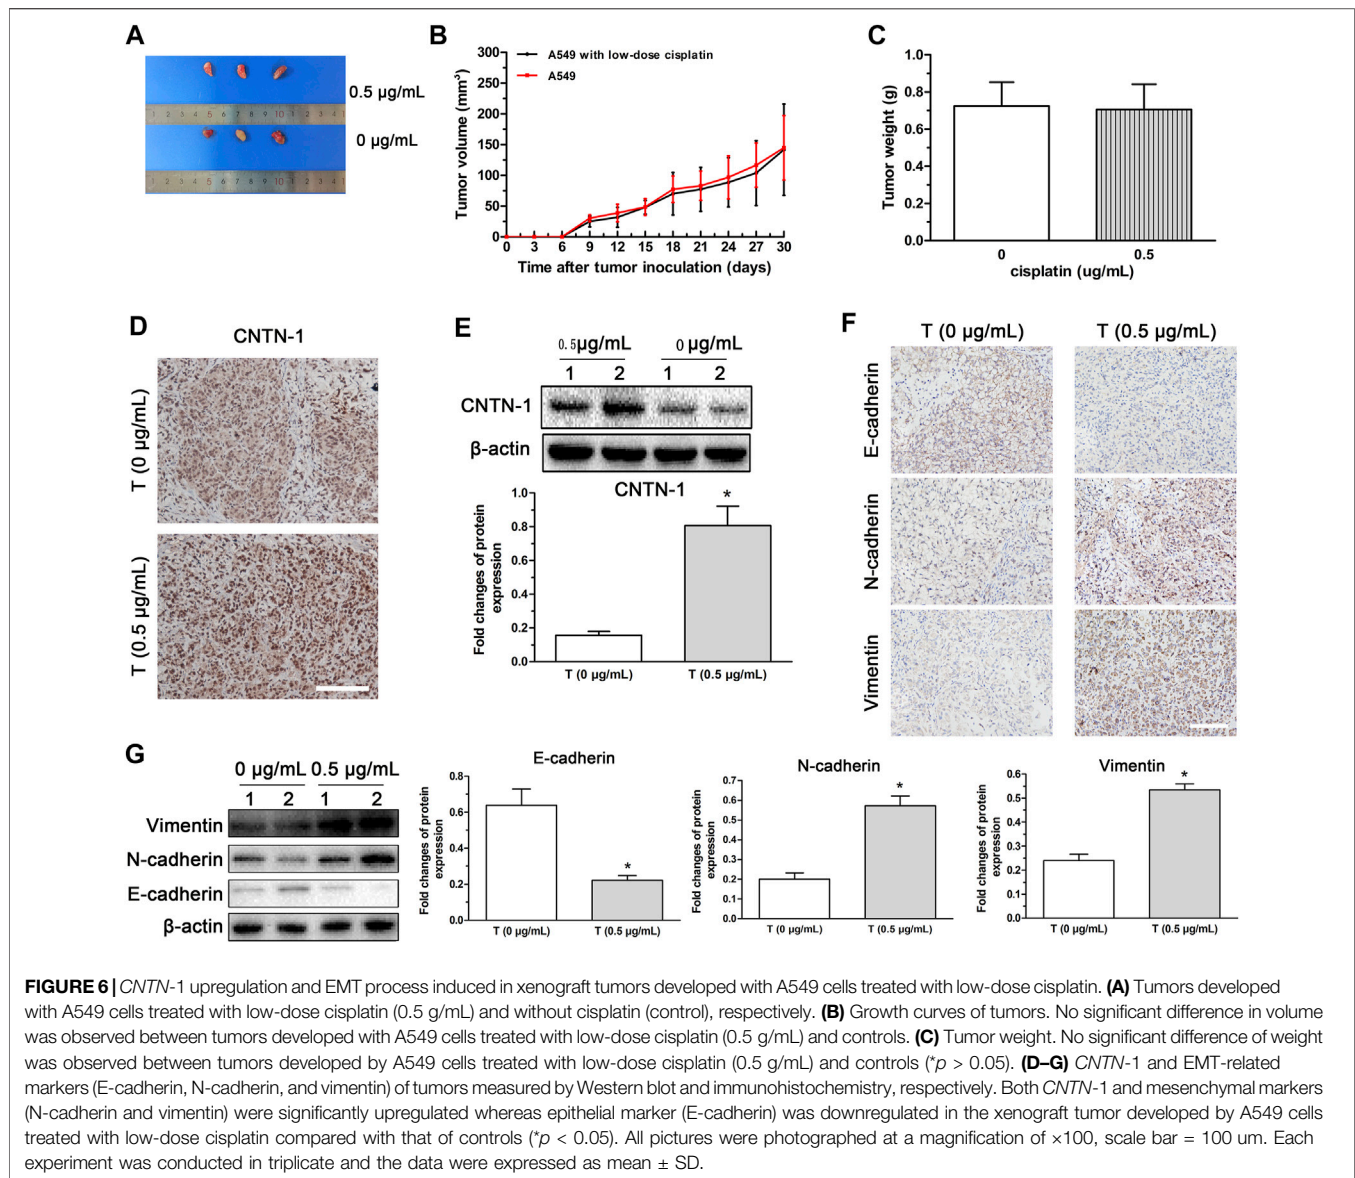 A
0.5 µg/mL
0 µg/mL
B
A549 with low-dose cisplatin
A549
Tumor volume (mm³)
300
250
200
150
100
50
0
0 3 6 9 12 15 18 21 24 27 30
Time after tumor inoculation (days)
C
Tumor weight (g)
1.0
0.8
0.6
0.4
0.2
0.0
0 0.5
cisplatin (ug/mL)
D
CNTN-1
T (0 µg/mL)
T (0.5 µg/mL)
E
0.5µg/mL 0 µg/mL
1 2 1 2
CNTN-1
β-actin
CNTN-1
Fold changes of protein
expression
1.0
0.8
0.6
0.4
0.2
0.0
*
T (0 µg/mL) T (0.5 µg/mL)
F
T (0 µg/mL) T (0.5 µg/mL)
E-cadherin
N-cadherin
Vimentin
G
0 µg/mL 0.5 µg/mL
1 2 1 2
Vimentin
N-cadherin
E-cadherin
β-actin
E-cadherin
Fold changes of protein
expression
0.8
0.6
0.4
0.2
0.0
*
T (0 µg/mL) T (0.5 µg/mL)
N-cadherin
Fold changes of protein
expression
0.7
0.6
0.5
0.4
0.3
0.2
0.1
0.0
*
T (0 µg/mL) T (0.5 µg/mL)
Vimentin
Fold changes of protein
expression
0.6
0.5
0.4
0.3
0.2
0.1
0.0
*
T (0 µg/mL) T (0.5 µg/mL)
FIGURE 6 | CNTN-1 upregulation and EMT process induced in xenograft tumors developed with A549 cells treated with low-dose cisplatin. (A) Tumors developed
with A549 cells treated with low-dose cisplatin (0.5 g/mL) and without cisplatin (control), respectively. (B) Growth curves of tumors. No significant difference in volume
was observed between tumors developed with A549 cells treated with low-dose cisplatin (0.5 g/mL) and controls. (C) Tumor weight. No significant difference of weight
was observed between tumors developed by A549 cells treated with low-dose cisplatin (0.5 g/mL) and controls (*p > 0.05). (D–G) CNTN-1 and EMT-related
markers (E-cadherin, N-cadherin, and vimentin) of tumors measured by Western blot and immunohistochemistry, respectively. Both CNTN-1 and mesenchymal markers
(N-cadherin and vimentin) were significantly upregulated whereas epithelial marker (E-cadherin) was downregulated in the xenograft tumor developed by A549 cells
treated with low-dose cisplatin compared with that of controls (*p < 0.05). All pictures were photographed at a magnification of ×100, scale bar = 100 um. Each
experiment was conducted in triplicate and the data were expressed as mean ± SD.